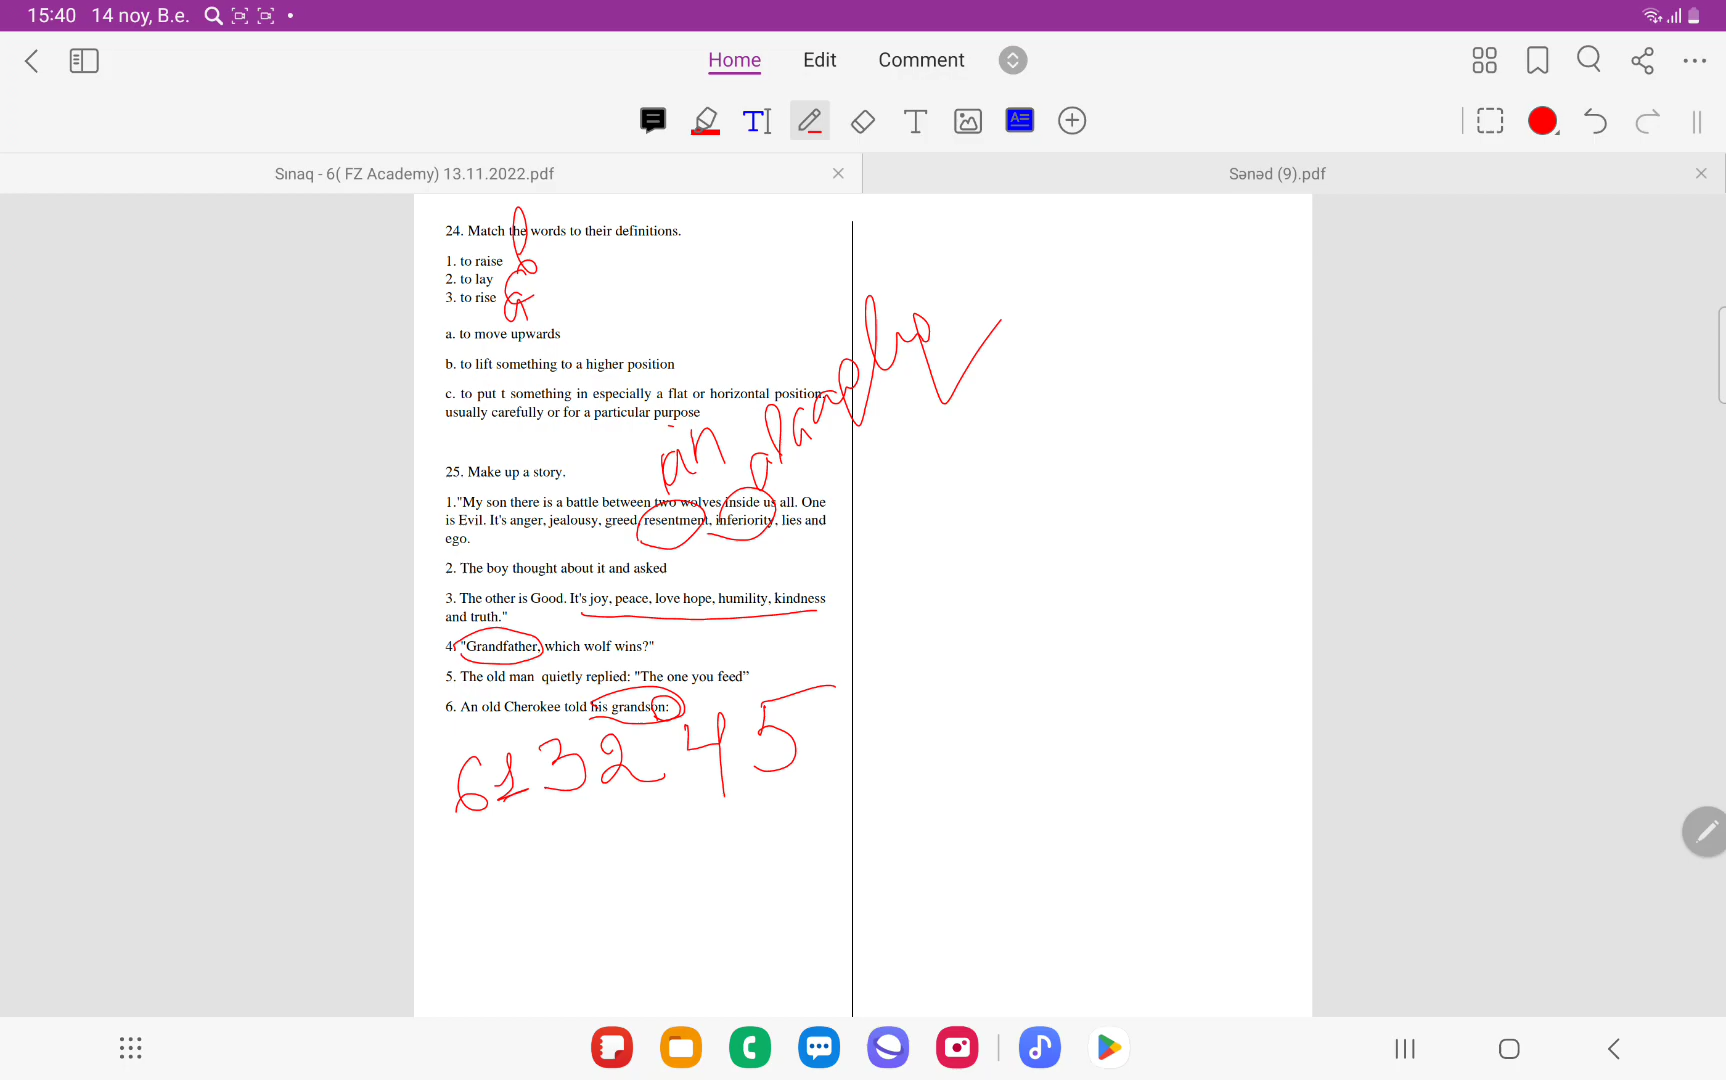 15:40 14 noy, B.e.
Home Edit Comment
Sınaq - 6( FZ Academy) 13.11.2022.pdf
Sənəd (9).pdf
24. Match the words to their definitions.
1. to raise b
2. to lay c
3. to rise a
a. to move upwards
b. to lift something to a higher position
c. to put t something in especially a flat or horizontal position,
usually carefully or for a particular purpose
25. Make up a story.
1."My son there is a battle between two wolves inside us all. One
is Evil. It's anger, jealousy, greed, resentment, inferiority, lies and
ego.
2. The boy thought about it and asked
3. The other is Good. It's joy, peace, love hope, humility, kindness
and truth."
4. "Grandfather, which wolf wins?"
5. The old man quietly replied: "The one you feed”
6. An old Cherokee told his grandson:
6 1 3 2 4 5